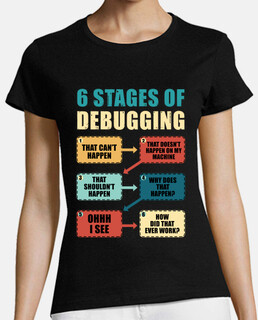 6 STAGES OF
DEBUGGING
1
THAT CAN'T
HAPPEN
2
THAT DOESN'T
HAPPEN ON MY
MACHINE
3
THAT
SHOULDN'T
HAPPEN
4
WHY DOES
THAT
HAPPEN?
5
OHHH
I SEE
6
HOW
DID THAT
EVER WORK?